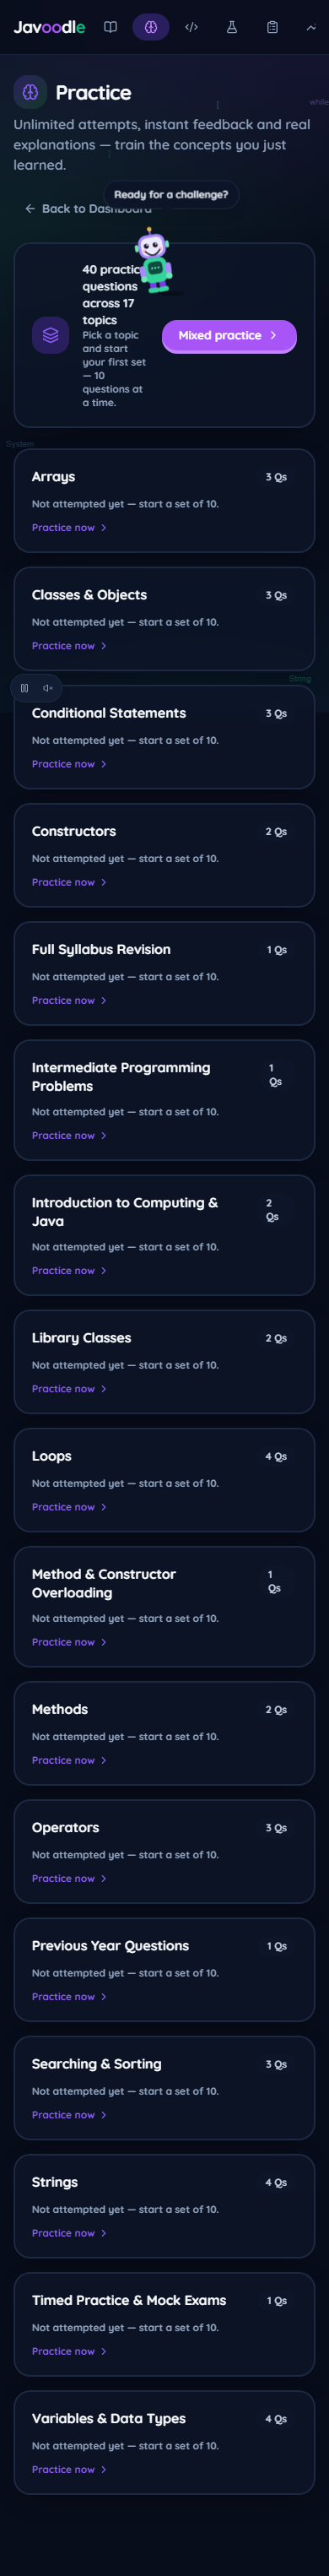 Javoodle
Practice
while
Unlimited attempts, instant feedback and real
explanations — train the concepts you just
learned.
Ready for a challenge?
Back to Dashboard
40 practice
questions
across 17
topics
Pick a topic
and start
your first set
— 10
questions at
a time.
Mixed practice
System
Arrays
3 Qs
Not attempted yet — start a set of 10.
Practice now
Classes & Objects
3 Qs
Not attempted yet — start a set of 10.
Practice now
String
Conditional Statements
3 Qs
Not attempted yet — start a set of 10.
Practice now
Constructors
2 Qs
Not attempted yet — start a set of 10.
Practice now
Full Syllabus Revision
1 Qs
Not attempted yet — start a set of 10.
Practice now
Intermediate Programming
Problems
1
Qs
Not attempted yet — start a set of 10.
Practice now
Introduction to Computing &
Java
2
Qs
Not attempted yet — start a set of 10.
Practice now
Library Classes
2 Qs
Not attempted yet — start a set of 10.
Practice now
Loops
4 Qs
Not attempted yet — start a set of 10.
Practice now
Method & Constructor
Overloading
1
Qs
Not attempted yet — start a set of 10.
Practice now
Methods
2 Qs
Not attempted yet — start a set of 10.
Practice now
Operators
3 Qs
Not attempted yet — start a set of 10.
Practice now
Previous Year Questions
1 Qs
Not attempted yet — start a set of 10.
Practice now
Searching & Sorting
3 Qs
Not attempted yet — start a set of 10.
Practice now
Strings
4 Qs
Not attempted yet — start a set of 10.
Practice now
Timed Practice & Mock Exams
1 Qs
Not attempted yet — start a set of 10.
Practice now
Variables & Data Types
4 Qs
Not attempted yet — start a set of 10.
Practice now